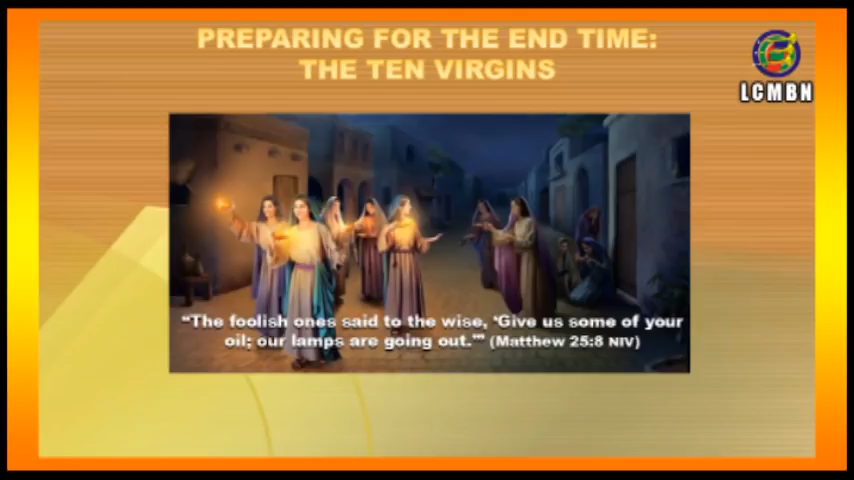 PREPARING FOR THE END TIME:
THE TEN VIRGINS
LCMBN
“The foolish ones said to the wise, ‘Give us some of your
oil; our lamps are going out.’” (Matthew 25:8 NIV)